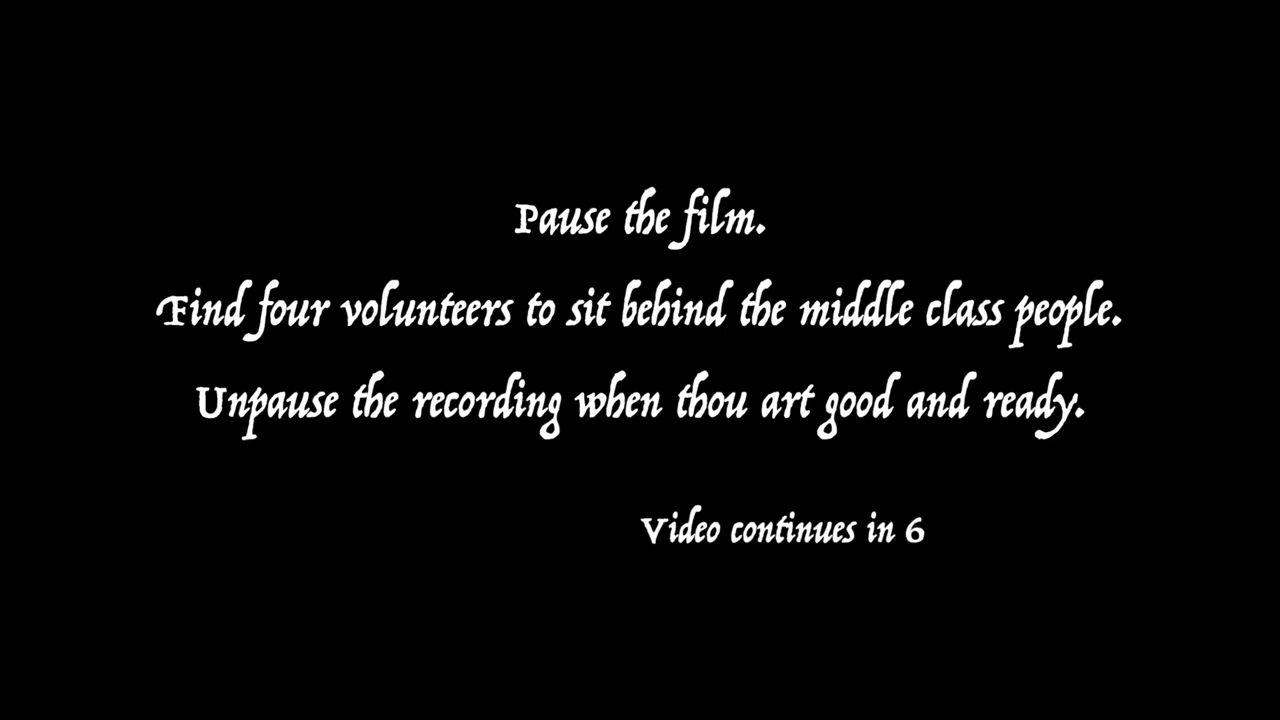 Pause the film.
Find four volunteers to sit behind the middle class people.
Unpause the recording when thou art good and ready.
Video continues in 6